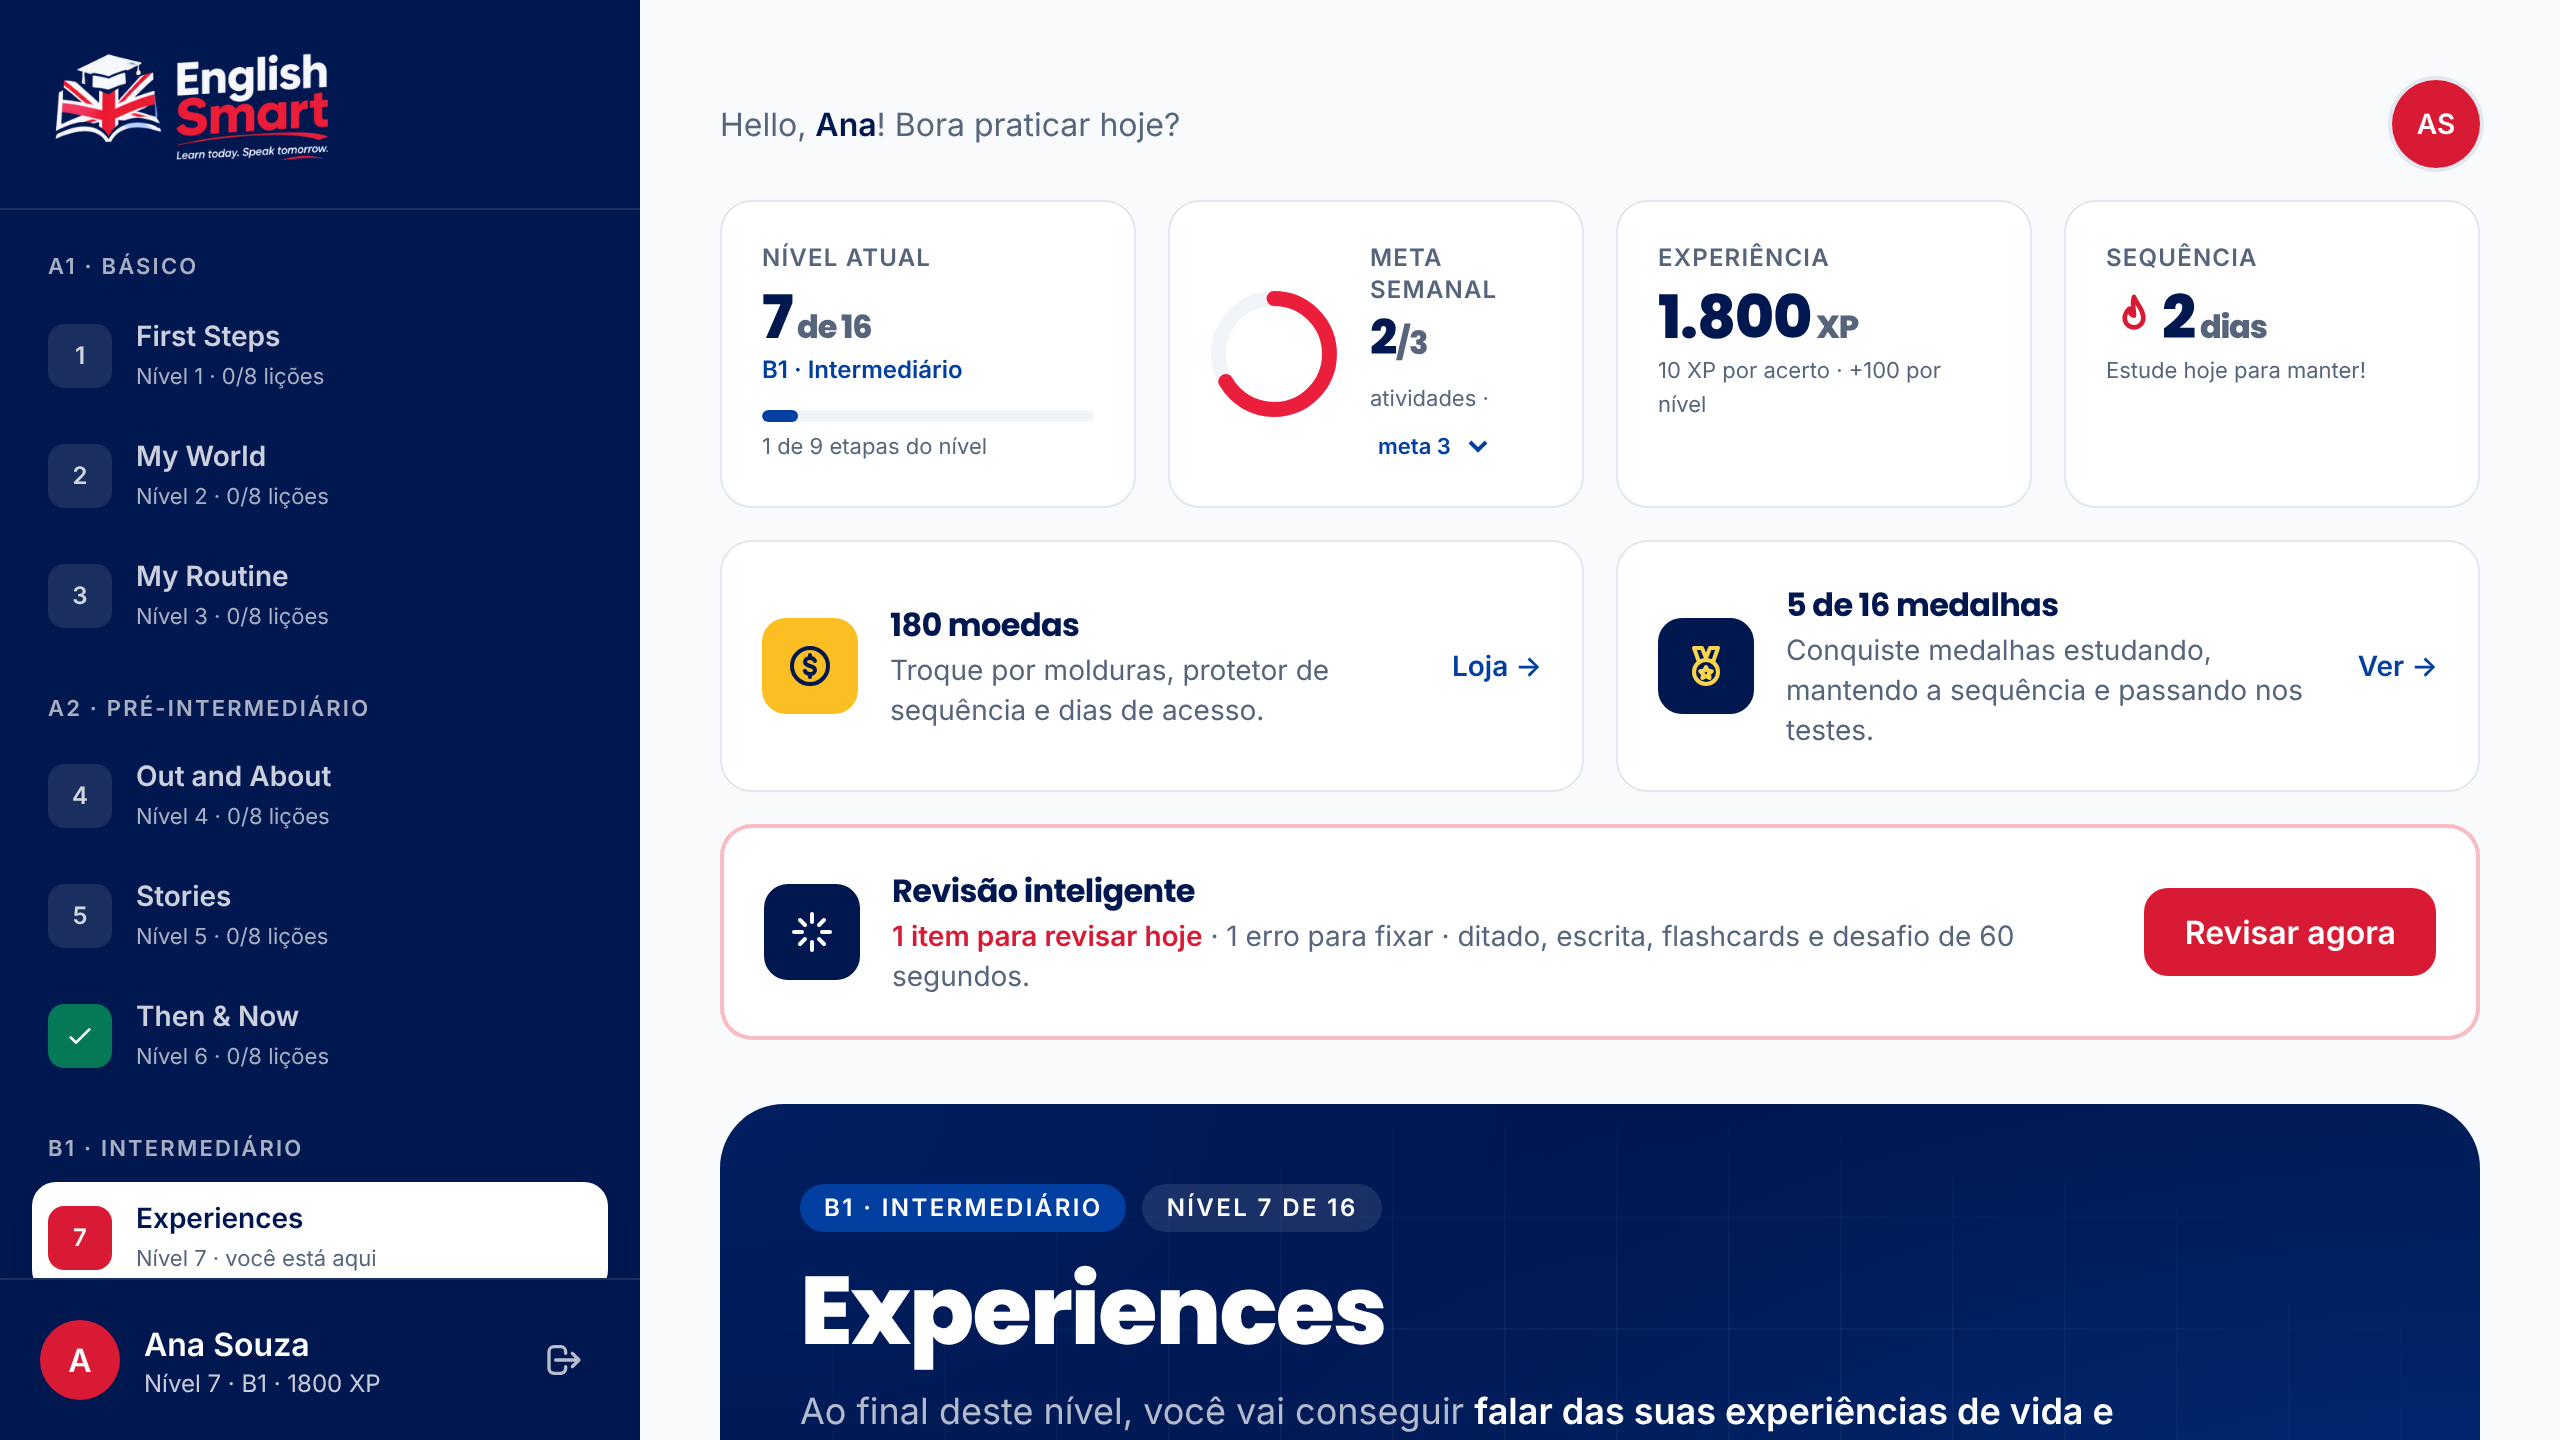 English
Smart
Learn today. Speak tomorrow.
A1 · BÁSICO
1
First Steps
Nível 1 · 0/8 lições
2
My World
Nível 2 · 0/8 lições
3
My Routine
Nível 3 · 0/8 lições
A2 · PRÉ-INTERMEDIÁRIO
4
Out and About
Nível 4 · 0/8 lições
5
Stories
Nível 5 · 0/8 lições
Then & Now
Nível 6 · 0/8 lições
B1 · INTERMEDIÁRIO
7
Experiences
Nível 7 · você está aqui
A
Ana Souza
Nível 7 · B1 · 1800 XP
Hello, Ana! Bora praticar hoje?
AS
NÍVEL ATUAL
7 de 16
B1 · Intermediário
1 de 9 etapas do nível
META
SEMANAL
2/3
atividades ·
meta 3
EXPERIÊNCIA
1.800 XP
10 XP por acerto · +100 por
nível
SEQUÊNCIA
2 dias
Estude hoje para manter!
180 moedas
Troque por molduras, protetor de
sequência e dias de acesso.
Loja →
5 de 16 medalhas
Conquiste medalhas estudando,
mantendo a sequência e passando nos
testes.
Ver →
Revisão inteligente
1 item para revisar hoje · 1 erro para fixar · ditado, escrita, flashcards e desafio de 60
segundos.
Revisar agora
B1 · INTERMEDIÁRIO
NÍVEL 7 DE 16
Experiences
Ao final deste nível, você vai conseguir falar das suas experiências de vida e